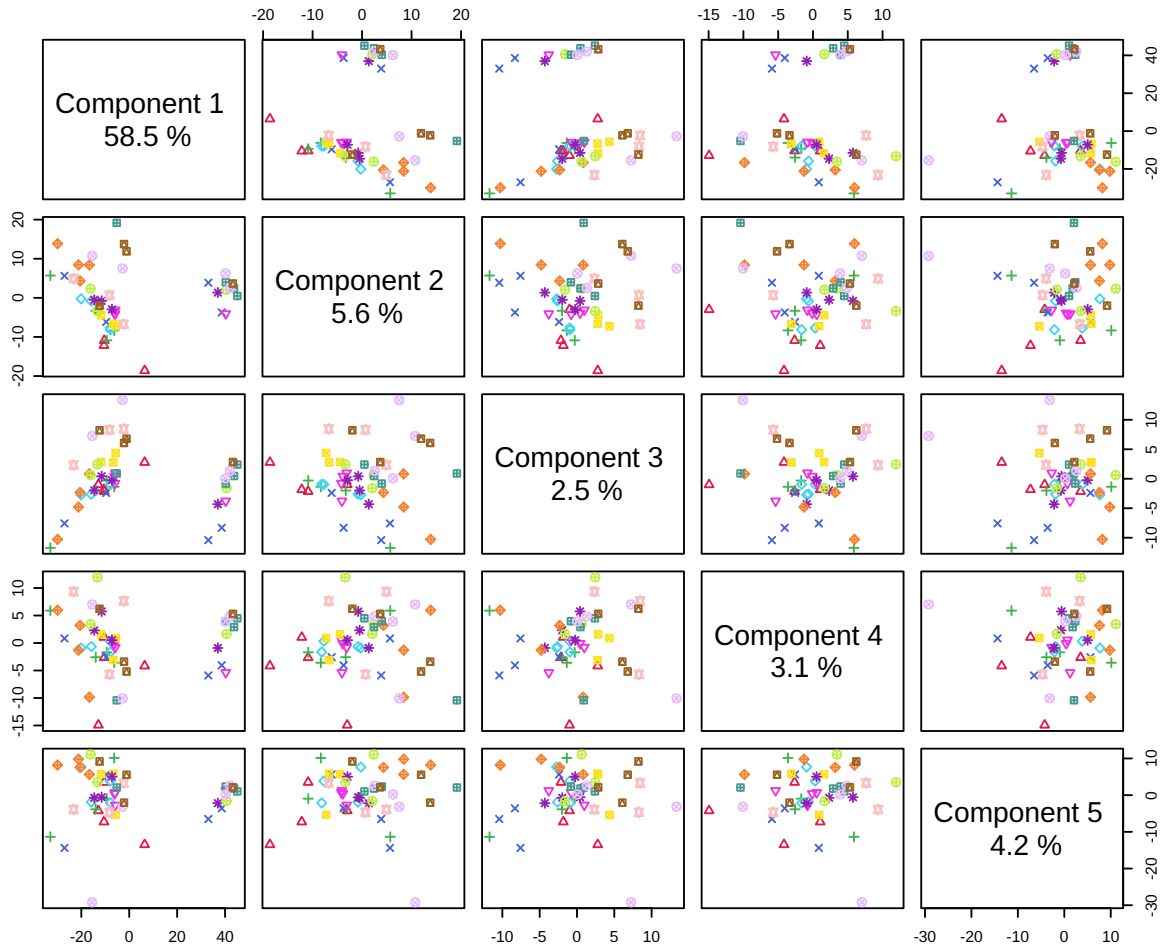 -20 -10 0 10 20 -15 -5 0 5 10
Component 1
58.5 %
-20 0 20 40
Component 2
5.6 %
-20 -10 0 10 20
Component 3
2.5 %
-10 -5 0 5 10
Component 4
3.1 %
-15 -5 0 5 10
Component 5
4.2 %
-30 -20 -10 0 10
-20 0 20 40 -10 -5 0 5 10 -30 -20 -10 0 10